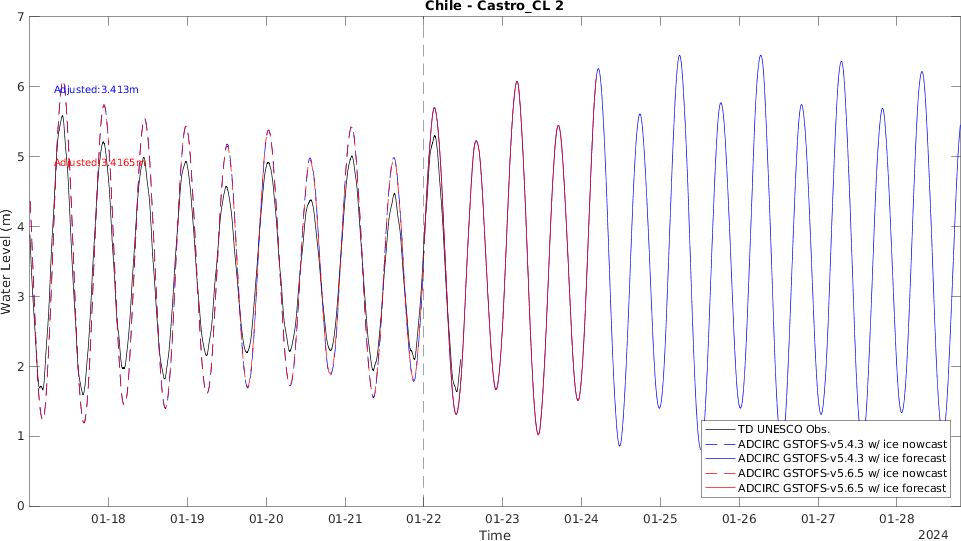 Chile - Castro_CL 2
7
6
5
4
3
2
1
0
Water Level (m)
Adjusted:3.413m
Adjusted:3.4165m
TD UNESCO Obs.
ADCIRC GSTOFS-v5.4.3 w/ ice nowcast
ADCIRC GSTOFS-v5.4.3 w/ ice forecast
ADCIRC GSTOFS-v5.6.5 w/ ice nowcast
ADCIRC GSTOFS-v5.6.5 w/ ice forecast
01-18 01-19 01-20 01-21 01-22 01-23 01-24 01-25 01-26 01-27 01-28
Time
2024